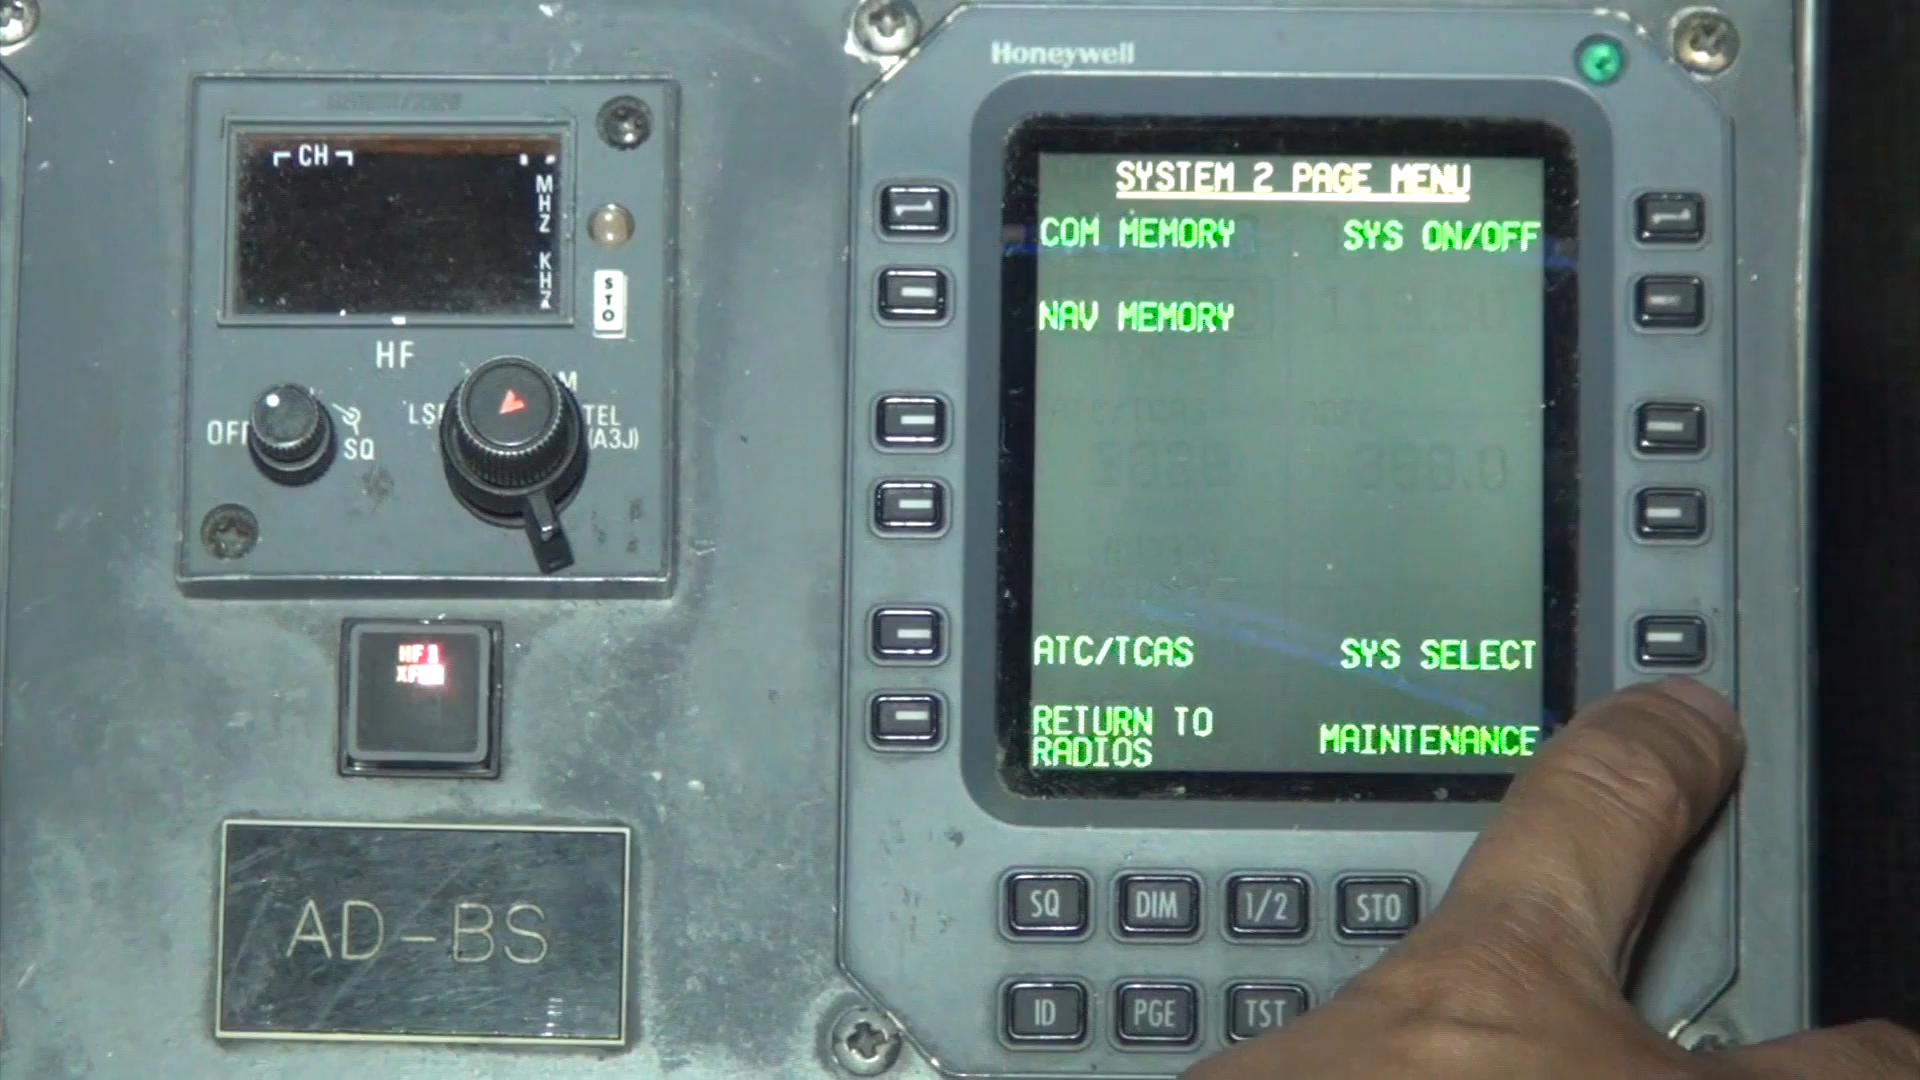 Honeywell
CH
MHZ KHZ
STO
HF
OFF
SQ
TEL
(A3J)
HF 1
AD-BS
SYSTEM 2 PAGE MENU
COM MEMORY SYS ON/OFF
NAV MEMORY
ATC/TCAS SYS SELECT
RETURN TO
RADIOS
MAINTENANCE
SQ DIM 1/2 STO
ID PGE TST